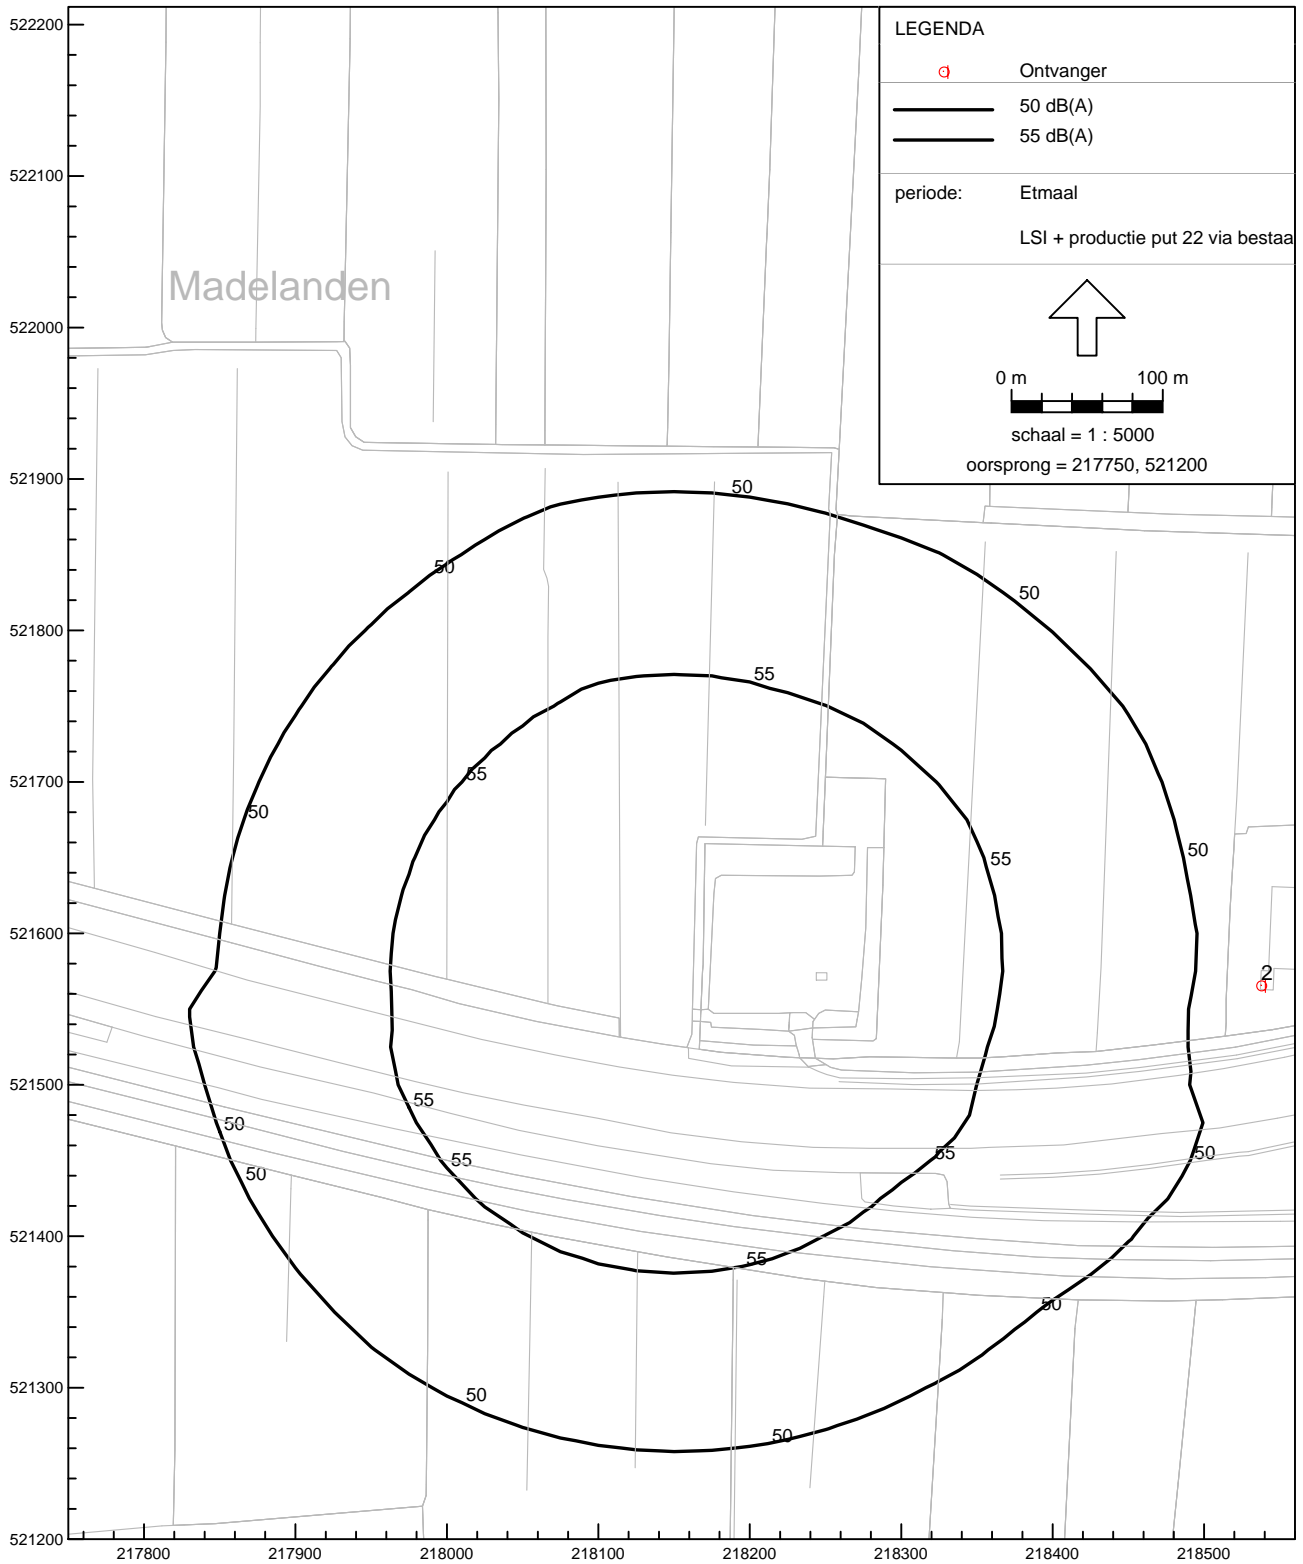 522200
LEGENDA
Ontvanger
50 dB(A)
55 dB(A)
522100
periode: Etmaal
LSI + productie put 22 via bestaa
Madelanden
522000
0 m 100 m
schaal = 1 : 5000
oorsprong = 217750, 521200
521900
50
50
50
521800
55
55
521700
50
50
55
521600
2
521500
55
50
55
55
50
50
521400
55
50
521300
50
50
521200
217800 217900 218000 218100 218200 218300 218400 218500